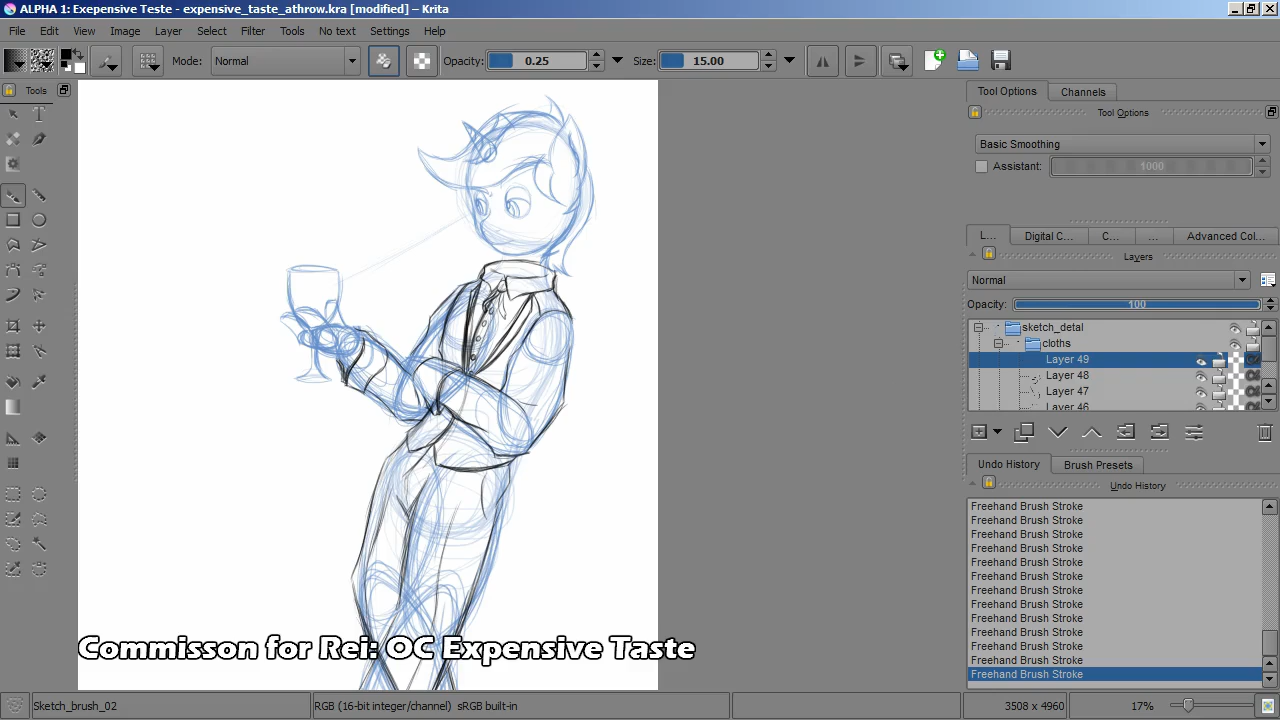 ALPHA 1: Exepensive Teste - expensive_taste_athrow.kra [modified] – Krita
File Edit View Image Layer Select Filter Tools No text Settings Help
Mode: Normal Opacity: 0.25 Size: 15.00
Tools
Tool Options Channels
Tool Options
Basic Smoothing
Assistant: 1000
L... Digital C... C... ... Advanced Col...
Layers
Normal
Opacity: 100
sketch_detal
cloths
Layer 49
Layer 48
Layer 47
Layer 46
Undo History Brush Presets
Undo History
Freehand Brush Stroke
Freehand Brush Stroke
Freehand Brush Stroke
Freehand Brush Stroke
Freehand Brush Stroke
Freehand Brush Stroke
Freehand Brush Stroke
Freehand Brush Stroke
Freehand Brush Stroke
Freehand Brush Stroke
Freehand Brush Stroke
Freehand Brush Stroke
Freehand Brush Stroke
Commisson for Rei: OC Expensive Taste
Sketch_brush_02 RGB (16-bit integer/channel) sRGB built-in 3508 x 4960 17%